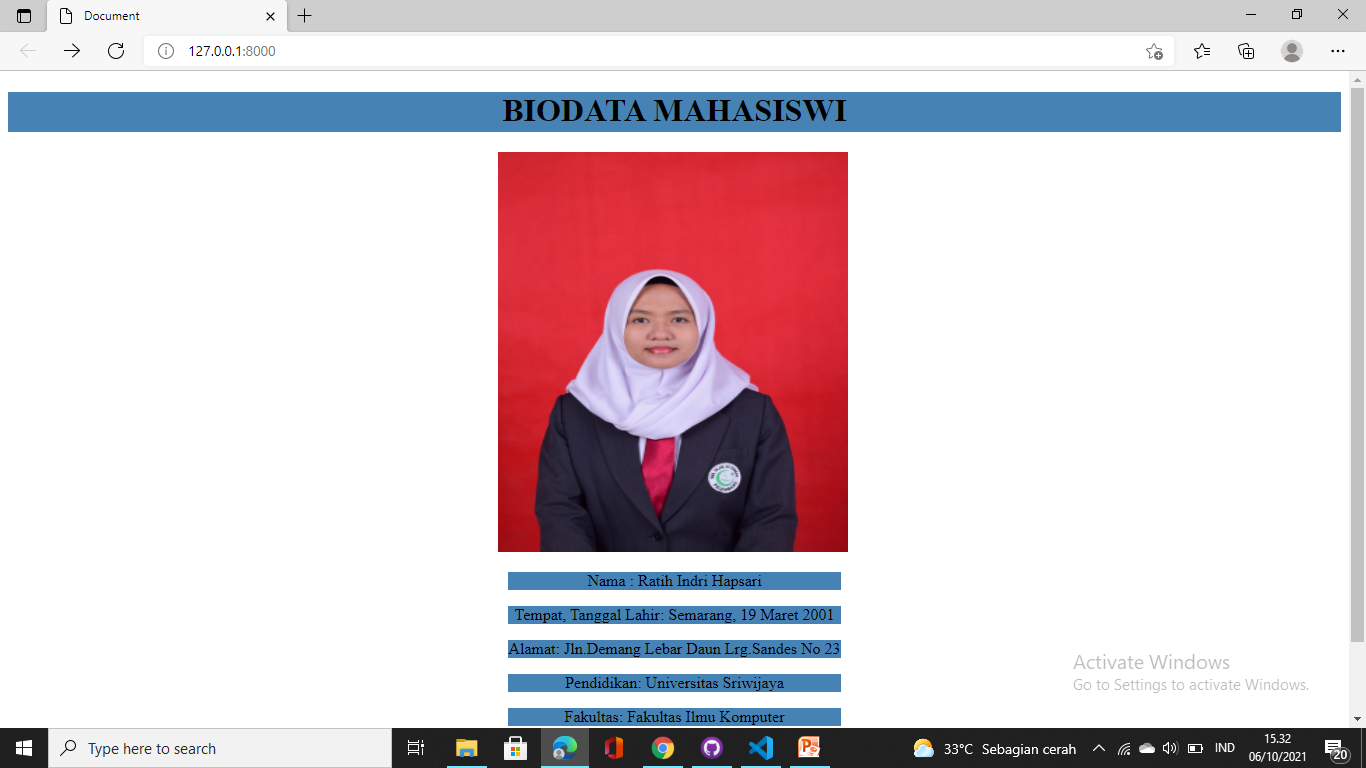 Document
127.0.0.1:8000
BIODATA MAHASISWI
Nama : Ratih Indri Hapsari
Tempat, Tanggal Lahir: Semarang, 19 Maret 2001
Alamat: Jln.Demang Lebar Daun Lrg.Sandes No 23
Pendidikan: Universitas Sriwijaya
Fakultas: Fakultas Ilmu Komputer
Activate Windows
Go to Settings to activate Windows.
Type here to search
33°C Sebagian cerah
IND
15.32
06/10/2021
20